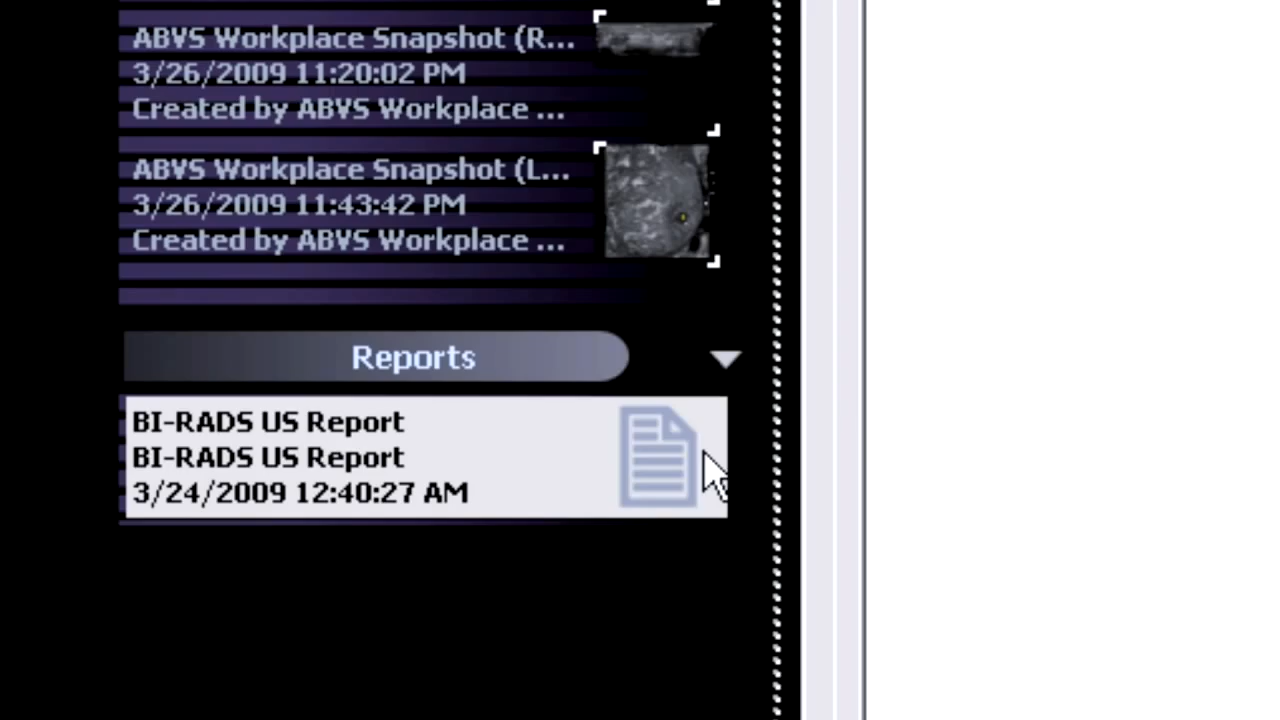 ABVS Workplace Snapshot (R...
3/26/2009 11:20:02 PM
Created by ABVS Workplace ...
ABVS Workplace Snapshot (L...
3/26/2009 11:43:42 PM
Created by ABVS Workplace ...
Reports
BI-RADS US Report
BI-RADS US Report
3/24/2009 12:40:27 AM